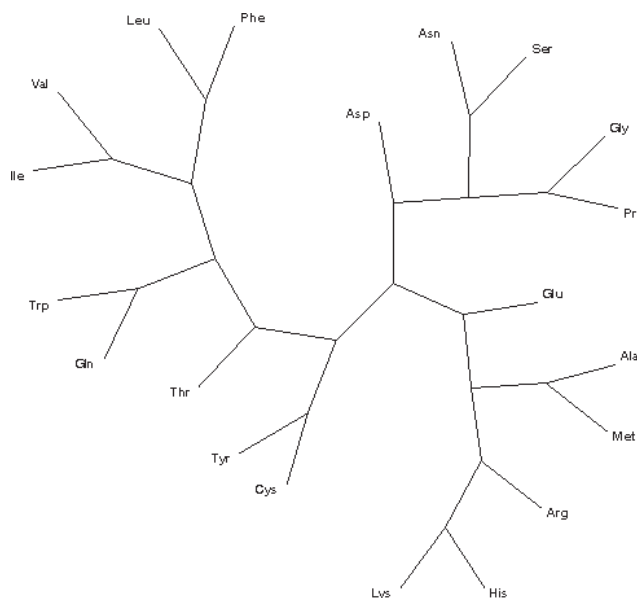 Phe
Leu
Asn
Ser
Val
Asp
Gly
Ile
Pr
Glu
Trp
Gln
Ala
Thr
Met
Tyr
Cys
Arg
Lys
His